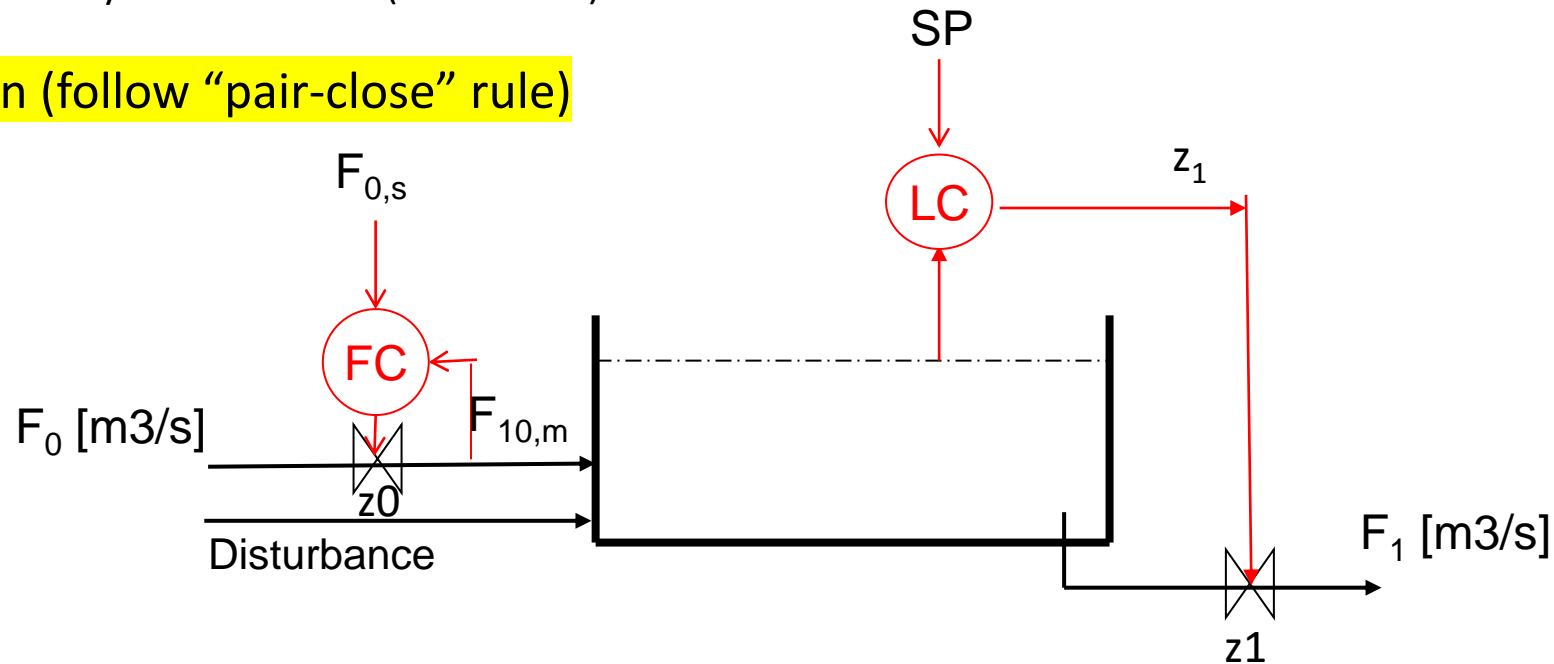 SP
n (follow “pair-close” rule)
F0,s
z1
LC
FC
F0 [m3/s]
F10,m
z0
Disturbance
F1 [m3/s]
z1